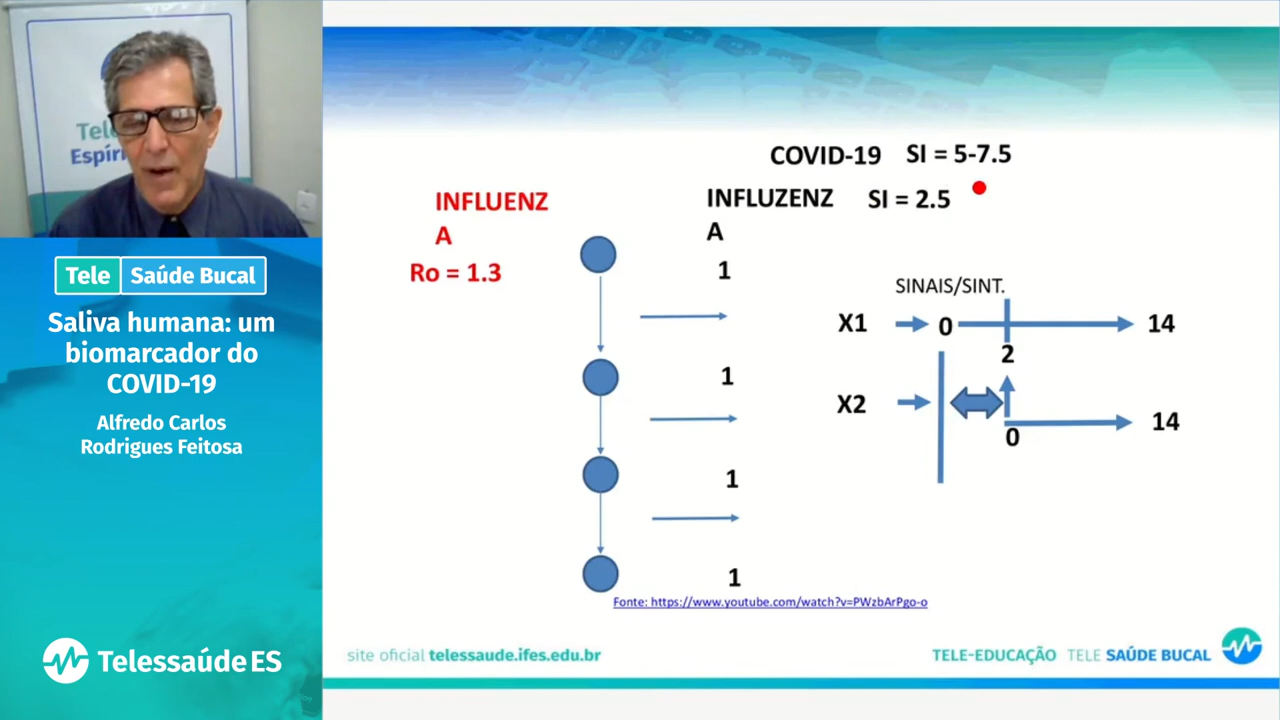 Tele
Espíri
Tele Saúde Bucal
Saliva humana: um
biomarcador do
COVID-19
Alfredo Carlos
Rodrigues Feitosa
Telessaúde ES
COVID-19 SI = 5-7.5
INFLUENZ
A
Ro = 1.3
INFLUZENZ
A
SI = 2.5
1
1
1
1
SINAIS/SINT.
X1
0
14
2
X2
0
14
Fonte: https://www.youtube.com/watch?v=PWzbArPgo-o
site oficial telessaude.ifes.edu.br
TELE-EDUCAÇÃO TELE SAÚDE BUCAL